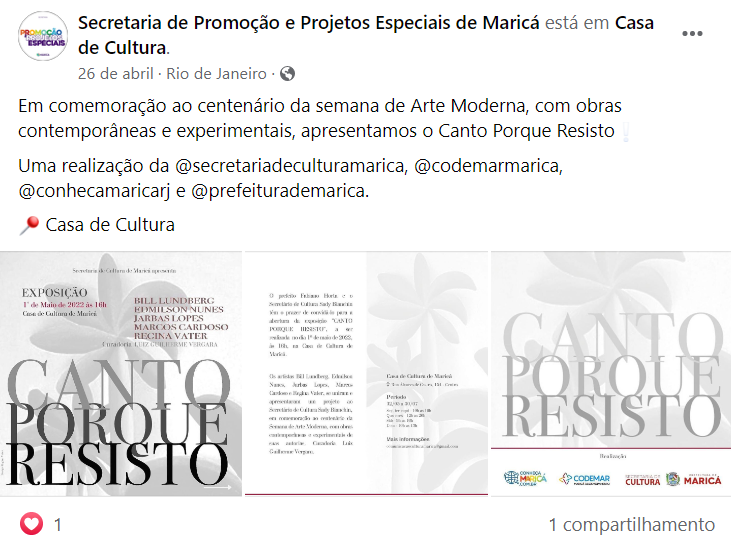 Secretaria de Promoção e Projetos Especiais de Maricá está em Casa
de Cultura.
26 de abril · Rio de Janeiro ·
Em comemoração ao centenário da semana de Arte Moderna, com obras
contemporâneas e experimentais, apresentamos o Canto Porque Resisto
Uma realização da @secretariadeculturamarica, @codemarmarica,
@conhecamaricarj e @prefeiturademarica.
Casa de Cultura
Secretaria de Cultura de Maricá apresenta
EXPOSIÇÃO
1º de Maio de 2022 às 16h
Casa de Cultura de Maricá
BILL LUNDBERG
EDMILSON NUNES
JARBAS LOPES
MARCOS CARDOSO
REGINA VATER
Curadoria LUIZ GUILHERME VERGARA
CANTO
PORQUE
RESISTO
O prefeito Fabiano Horta e o
Secretário de Cultura Sady Bianchin
têm o prazer de convidá-lo para a
abertura da exposição "CANTO
PORQUE RESISTO", a ser
realizada no dia 1º de maio de 2022,
às 16h, na Casa de Cultura de
Maricá.
Os artistas Bill Lundberg, Edmilson
Nunes, Jarbas Lopes, Marcos
Cardoso e Regina Vater, se uniram e
apresentaram um projeto ao
Secretário de Cultura Sady Bianchin,
em comemoração ao centenário da
Semana de Arte Moderna, com obras
contemporâneas e experimentais de
suas autorias. Curadoria Luiz
Guilherme Vergara.
Casa de Cultura de Maricá
Centro
Período
Mais informações
CANTO
PORQUE
RESISTO
Realização
CONHEÇA
MARICÁ
CODEMAR
SECRETARIA DE
CULTURA
PREFEITURA DE
MARICÁ
1
1 compartilhamento